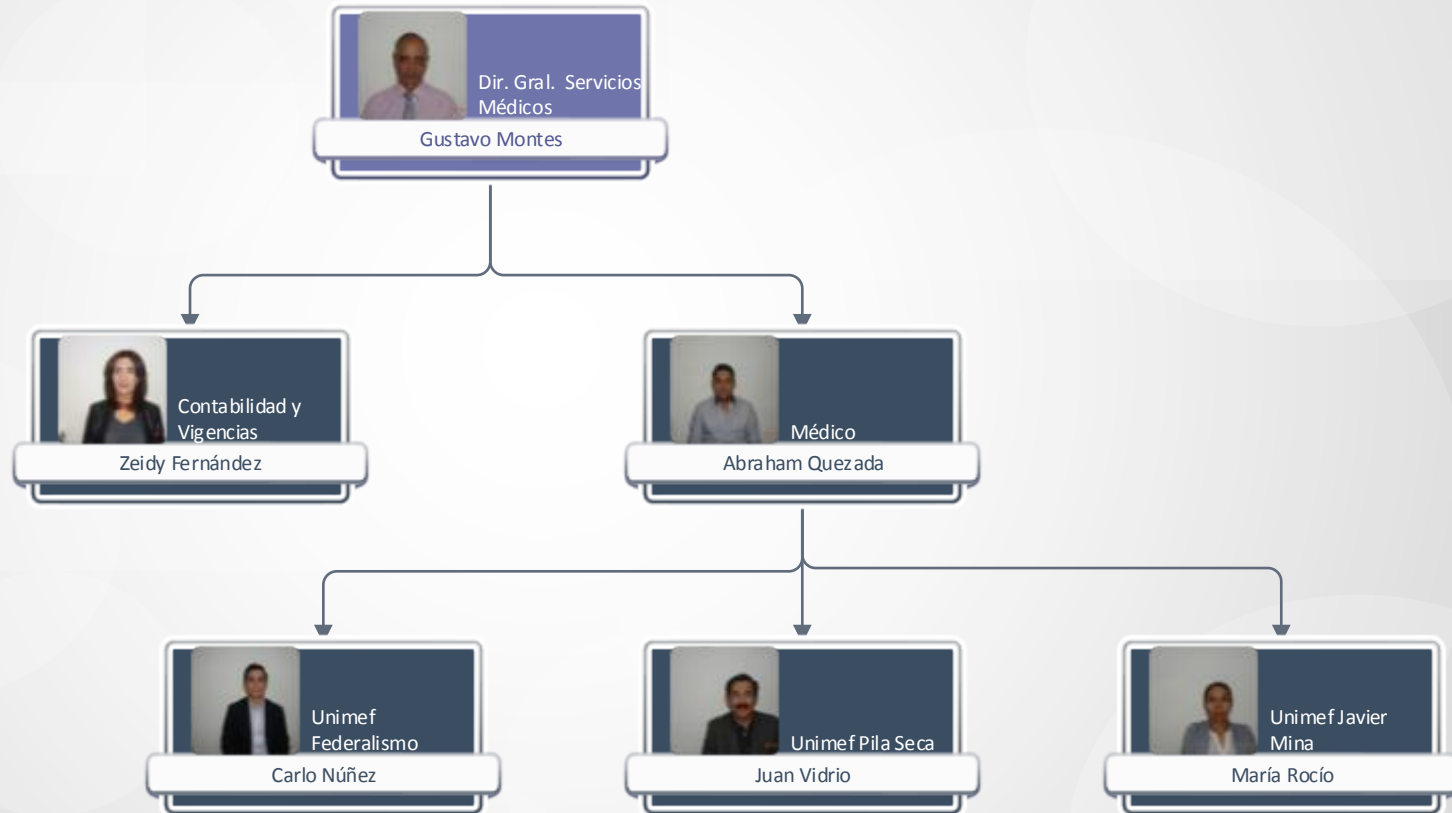 Dir. Gral. Servicios
Médicos
Gustavo Montes
Contabilidad y
Vigencias
Zeidy Fernández
Médico
Abraham Quezada
Unimef
Federalismo
Carlo Núñez
Unimef Pila Seca
Juan Vidrio
Unimef Javier
Mina
María Rocío